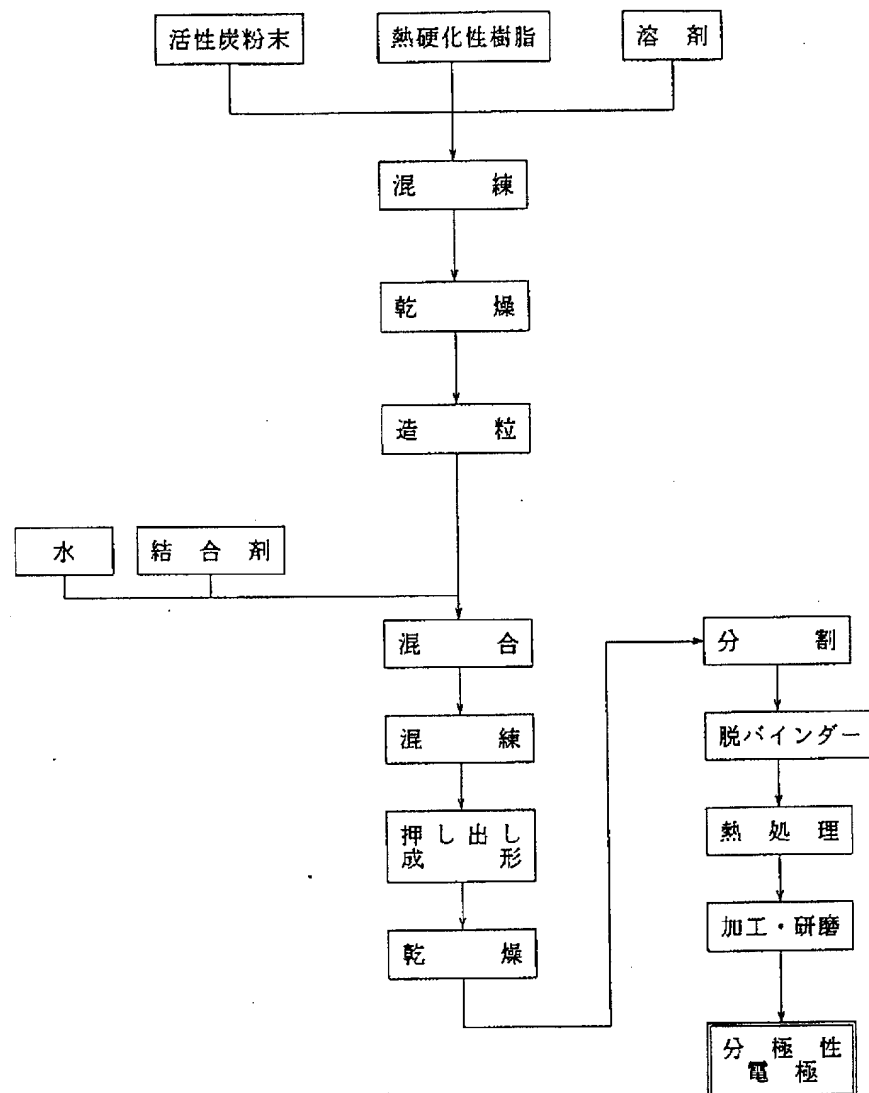 活性炭粉末
熱硬化性樹脂
溶剤
混練
乾燥
造粒
水
結合剤
混合
混練
押し出し
成形
乾燥
分割
脱バインダー
熱処理
加工・研磨
分極性
電極